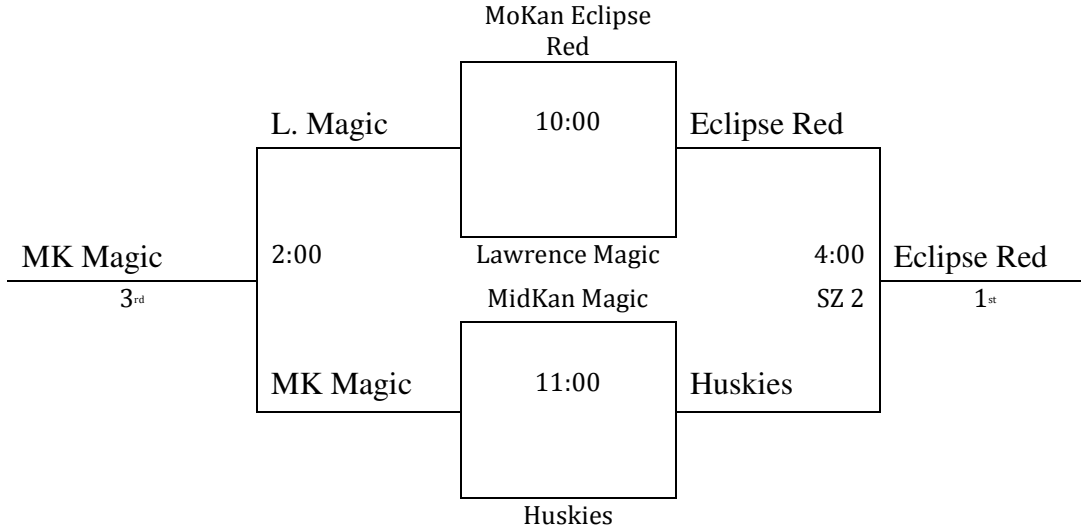 MoKan Eclipse
Red
L. Magic
10:00
Eclipse Red
MK Magic
2:00
Lawrence Magic
4:00
Eclipse Red
3rd
MidKan Magic
SZ 2
1st
MK Magic
11:00
Huskies
Huskies